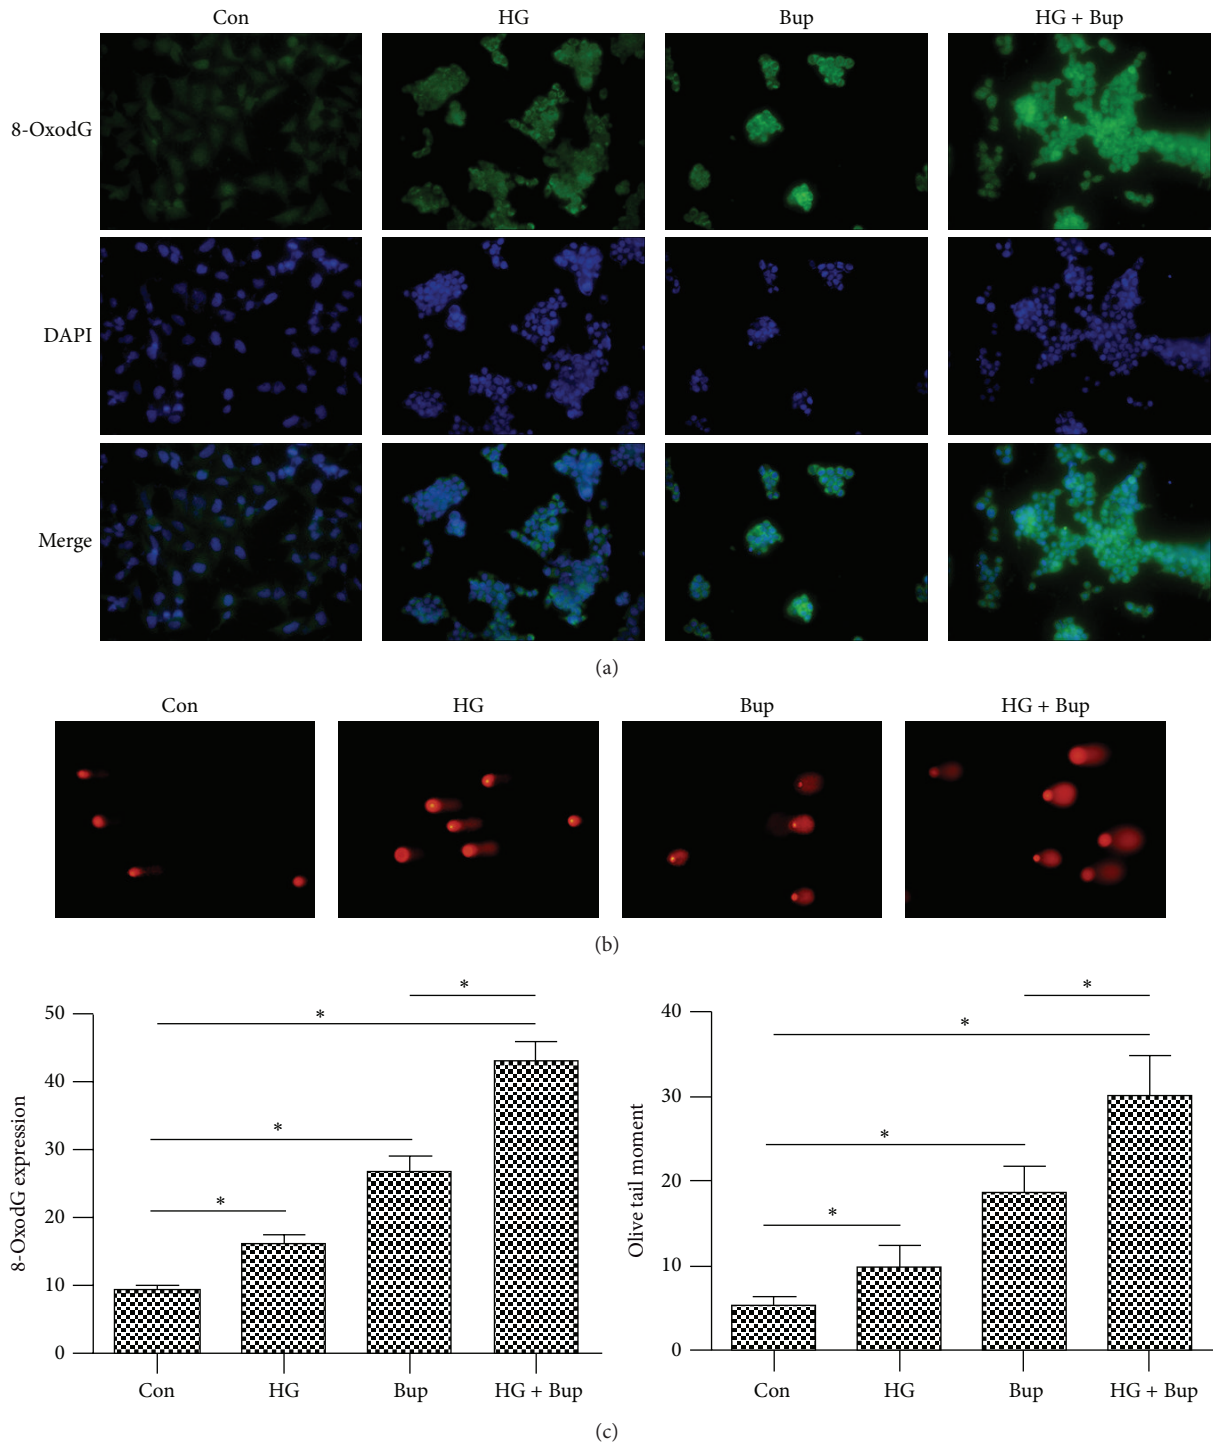 Con HG Bup HG + Bup
8-OxodG
DAPI
Merge
(a)
Con HG Bup HG + Bup
(b)
* * * *
50
40
30
20
10
0
8-OxodG expression
Con HG Bup HG + Bup
* * * *
40
30
20
10
0
Olive tail moment
Con HG Bup HG + Bup
(c)